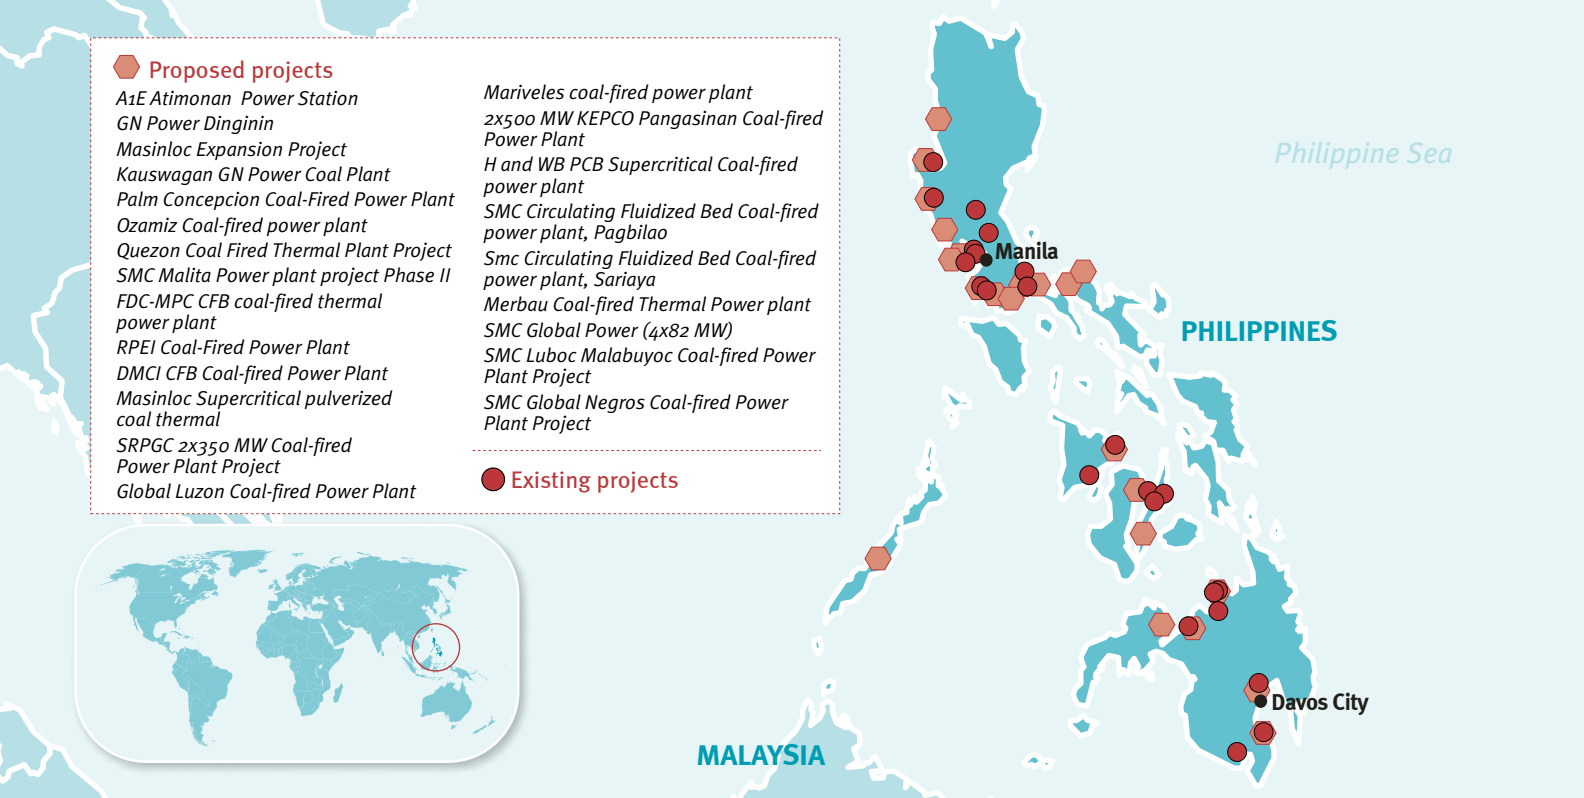 Proposed projects
A1E Atimonan  Power Station
GN Power Dinginin
Masinloc Expansion Project
Kauswagan GN Power Coal Plant
Palm Concepcion Coal-Fired Power Plant
Ozamiz Coal-fired power plant
Quezon Coal Fired Thermal Plant Project
SMC Malita Power plant project Phase II
FDC-MPC CFB coal-fired thermal
power plant
RPEI Coal-Fired Power Plant
DMCI CFB Coal-fired Power Plant
Masinloc Supercritical pulverized
coal thermal
SRPGC 2x350 MW Coal-fired
Power Plant Project
Global Luzon Coal-fired Power Plant
Mariveles coal-fired power plant
2x500 MW KEPCO Pangasinan Coal-fired
Power Plant
H and WB PCB Supercritical Coal-fired
power plant
SMC Circulating Fluidized Bed Coal-fired
power plant, Pagbilao
Smc Circulating Fluidized Bed Coal-fired
power plant, Sariaya
Merbau Coal-fired Thermal Power plant
SMC Global Power (4x82 MW)
SMC Luboc Malabuyoc Coal-fired Power
Plant Project
SMC Global Negros Coal-fired Power
Plant Project
Existing projects
Philippine Sea
Manila
PHILIPPINES
Davos City
MALAYSIA